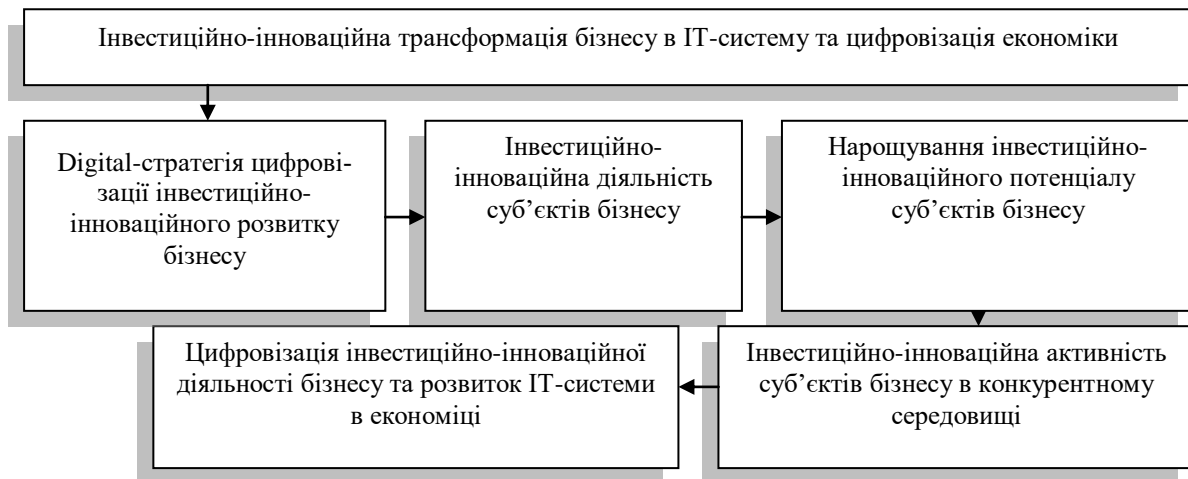 Інвестиційно-інноваційна трансформація бізнесу в ІТ-систему та цифровізація економіки
Digital-стратегія цифрові-
зації інвестиційно-
інноваційного розвитку
бізнесу
Інвестиційно-
інноваційна діяльність
суб’єктів бізнесу
Нарощування інвестиційно-
інноваційного потенціалу
суб’єктів бізнесу
Інвестиційно-інноваційна активність
суб’єктів бізнесу в конкурентному
середовищі
Цифровізація інвестиційно-інноваційної
діяльності бізнесу та розвиток ІТ-системи
в економіці